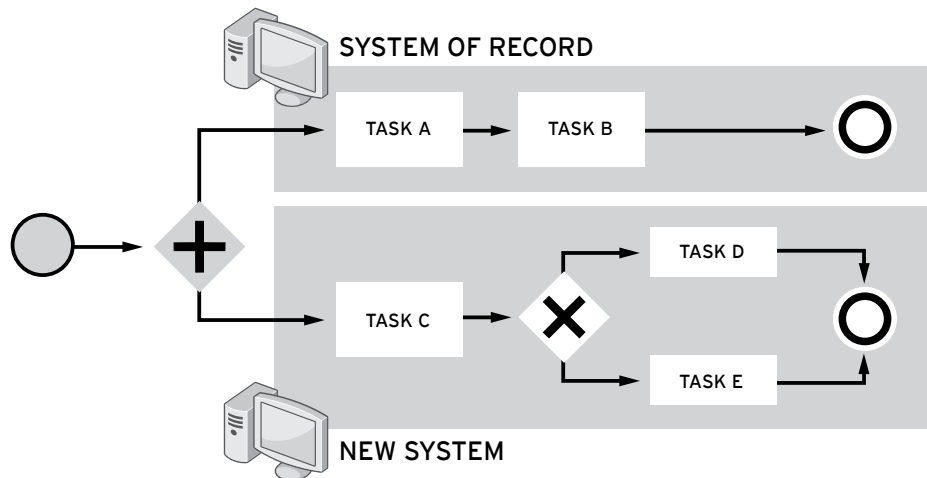 SYSTEM OF RECORD
TASK A
TASK B
TASK C
TASK D
TASK E
NEW SYSTEM